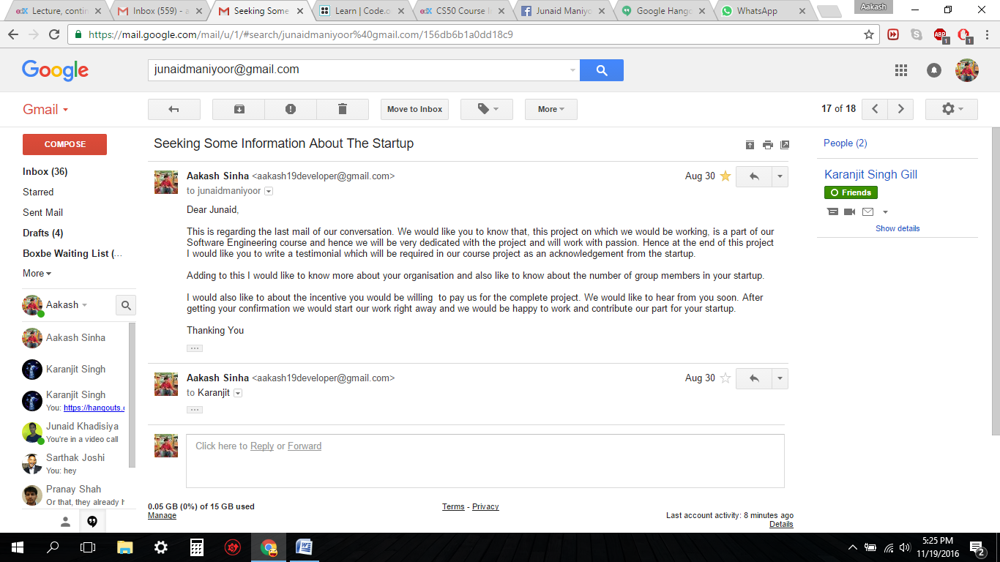 Lecture, contin
Inbox (559) - a
Seeking Some
Learn | Code.o
CS50 Course I
Junaid Maniyo
Google Hango
WhatsApp
Aakash
https://mail.google.com/mail/u/1/#search/junaidmaniyoor%40gmail.com/156db6b1a0dd18c9
ABP 1 1
Google
junaidmaniyoor@gmail.com
Gmail
Move to Inbox
More
17 of 18
COMPOSE
Inbox (36)
Starred
Sent Mail
Drafts (4)
Boxbe Waiting List (...
More
Aakash
Aakash Sinha
Karanjit Singh
Karanjit Singh
You: https://hangouts.c
Junaid Khadisiya
You're in a video call
Sarthak Joshi
You: hey
Pranay Shah
Or that, they already h
Seeking Some Information About The Startup
Aakash Sinha <aakash19developer@gmail.com>
Aug 30
to junaidmaniyoor
Dear Junaid,
This is regarding the last mail of our conversation. We would like you to know that, this project on which we would be working, is a part of our
Software Engineering course and hence we will be very dedicated with the project and will work with passion. Hence at the end of this project
I would like you to write a testimonial which will be required in our course project as an acknowledgement from the startup.
Adding to this I would like to know more about your organisation and also like to know about the number of group members in your startup.
I would also like to about the incentive you would be willing  to pay us for the complete project. We would like to hear from you soon. After
getting your confirmation we would start our work right away and we would be happy to work and contribute our part for your startup.
Thanking You
Aakash Sinha <aakash19developer@gmail.com>
Aug 30
to Karanjit
Click here to Reply or Forward
0.05 GB (0%) of 15 GB used
Manage
Terms - Privacy
Last account activity: 8 minutes ago
Details
People (2)
Karanjit Singh Gill
Friends
Show details
5:25 PM
11/19/2016
2